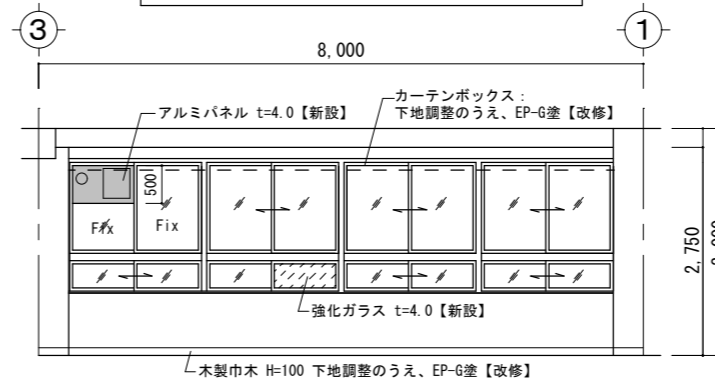 ③ ①
8,000
カーテンボックス：
アルミパネル t=4.0【新設】
下地調整のうえ、EP-G塗【改修】
500
Fix Fix
2,750
強化ガラス t=4.0【新設】
木製巾木 H=100 下地調整のうえ、EP-G塗【改修】